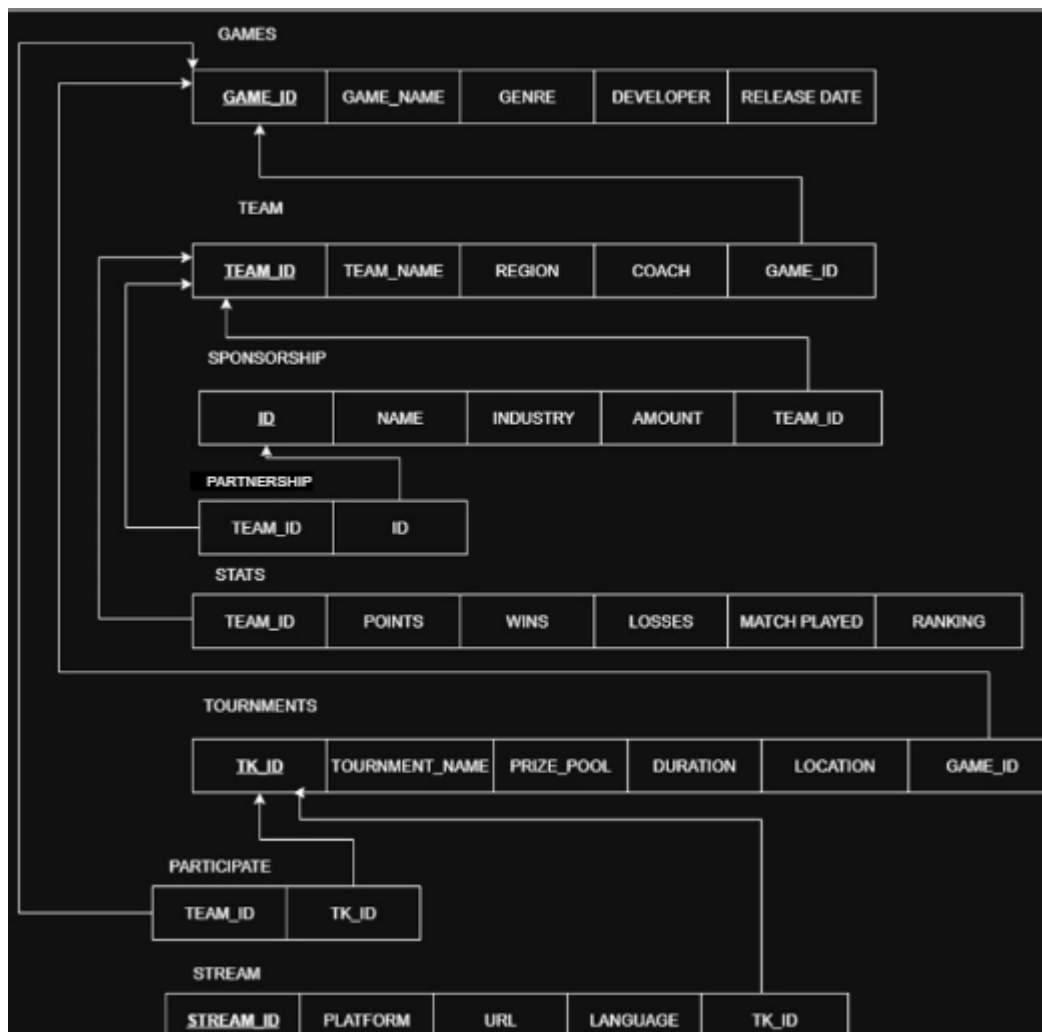 GAMES
GAME_ID GAME_NAME GENRE DEVELOPER RELEASE DATE
TEAM
TEAM_ID TEAM_NAME REGION COACH GAME_ID
SPONSORSHIP
ID NAME INDUSTRY AMOUNT TEAM_ID
PARTNERSHIP
TEAM_ID ID
STATS
TEAM_ID POINTS WINS LOSSES MATCH PLAYED RANKING
TOURNMENTS
TK_ID TOURNMENT_NAME PRIZE_POOL DURATION LOCATION GAME_ID
PARTICIPATE
TEAM_ID TK_ID
STREAM
STREAM_ID PLATFORM URL LANGUAGE TK_ID